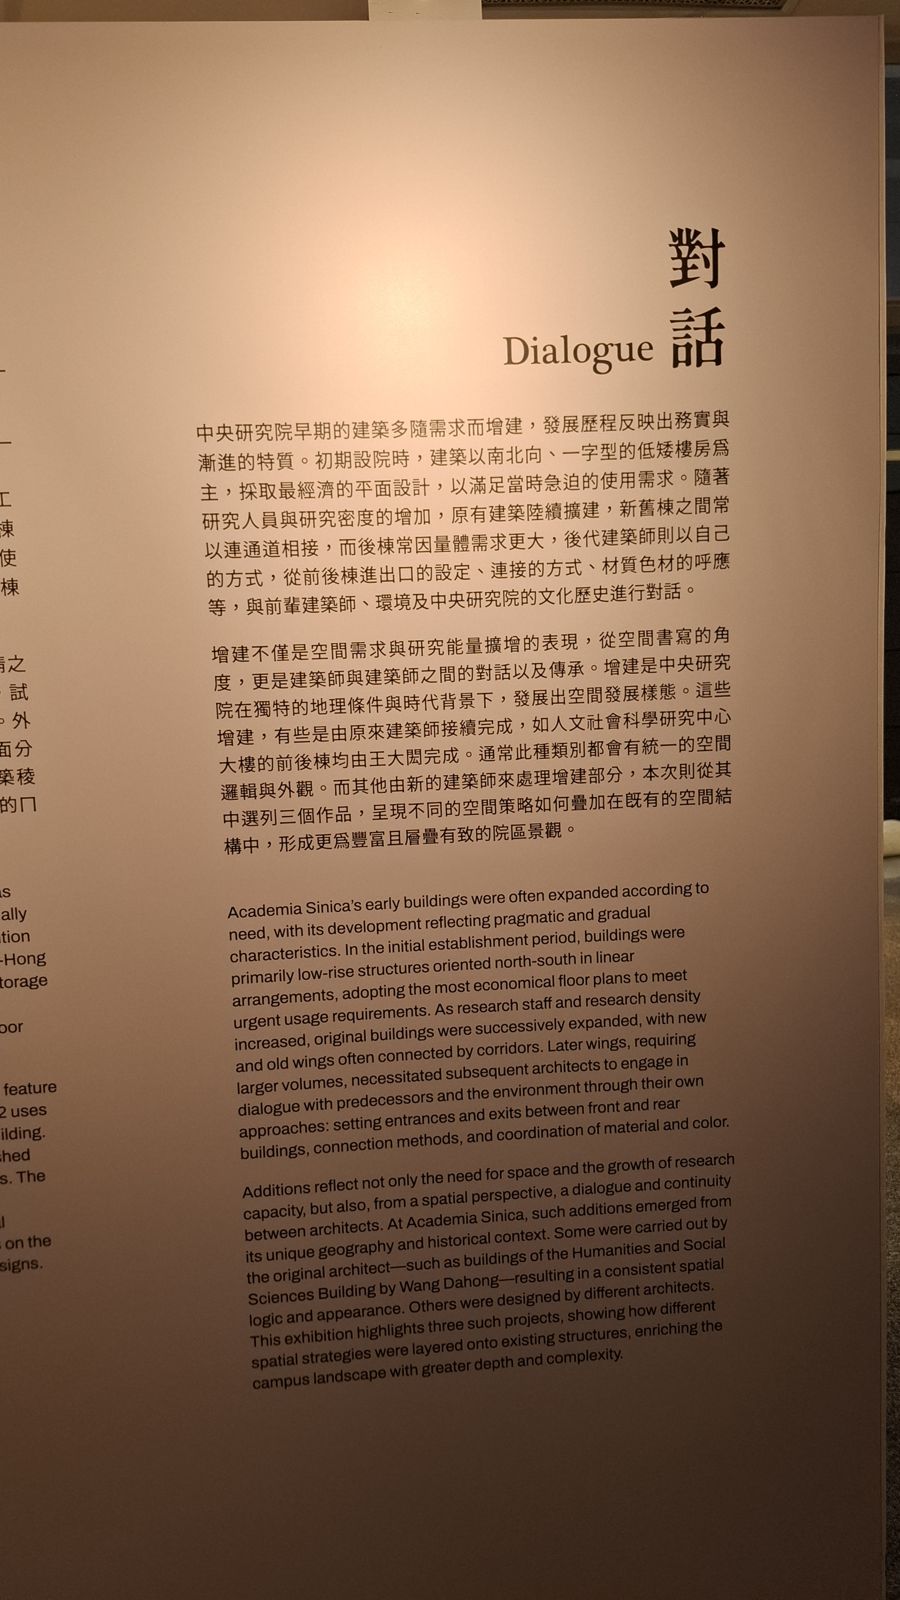 工
棟
使
棟
之
試
。外
面分
築稜
的冂
as
ally
tion
-Hong
torage
oor
feature
2 uses
ilding.
shed
s. The
l
on the
signs.
對話
Dialogue
中央研究院早期的建築多隨需求而增建，發展歷程反映出務實與
漸進的特質。初期設院時，建築以南北向、一字型的低矮樓房爲
主，採取最經濟的平面設計，以滿足當時急迫的使用需求。隨著
研究人員與研究密度的增加，原有建築陸續擴建，新舊棟之間常
以連通道相接，而後棟常因量體需求更大，後代建築師則以自己
的方式，從前後棟進出口的設定、連接的方式、材質色材的呼應
等，與前輩建築師、環境及中央研究院的文化歷史進行對話。
增建不僅是空間需求與研究能量擴增的表現，從空間書寫的角
度，更是建築師與建築師之間的對話以及傳承。增建是中央研究
院在獨特的地理條件與時代背景下，發展出空間發展樣態。這些
增建，有些是由原來建築師接續完成，如人文社會科學研究中心
大樓的前後棟均由王大閎完成。通常此種類別都會有統一的空間
邏輯與外觀。而其他由新的建築師來處理增建部分，本次則從其
中選列三個作品，呈現不同的空間策略如何疊加在既有的空間結
構中，形成更爲豐富且層疊有致的院區景觀。
Academia Sinica’s early buildings were often expanded according to
need, with its development reflecting pragmatic and gradual
characteristics. In the initial establishment period, buildings were
primarily low-rise structures oriented north-south in linear
arrangements, adopting the most economical floor plans to meet
urgent usage requirements. As research staff and research density
increased, original buildings were successively expanded, with new
and old wings often connected by corridors. Later wings, requiring
larger volumes, necessitated subsequent architects to engage in
dialogue with predecessors and the environment through their own
approaches: setting entrances and exits between front and rear
buildings, connection methods, and coordination of material and color.
Additions reflect not only the need for space and the growth of research
capacity, but also, from a spatial perspective, a dialogue and continuity
between architects. At Academia Sinica, such additions emerged from
its unique geography and historical context. Some were carried out by
the original architect—such as buildings of the Humanities and Social
Sciences Building by Wang Dahong—resulting in a consistent spatial
logic and appearance. Others were designed by different architects.
This exhibition highlights three such projects, showing how different
spatial strategies were layered onto existing structures, enriching the
campus landscape with greater depth and complexity.